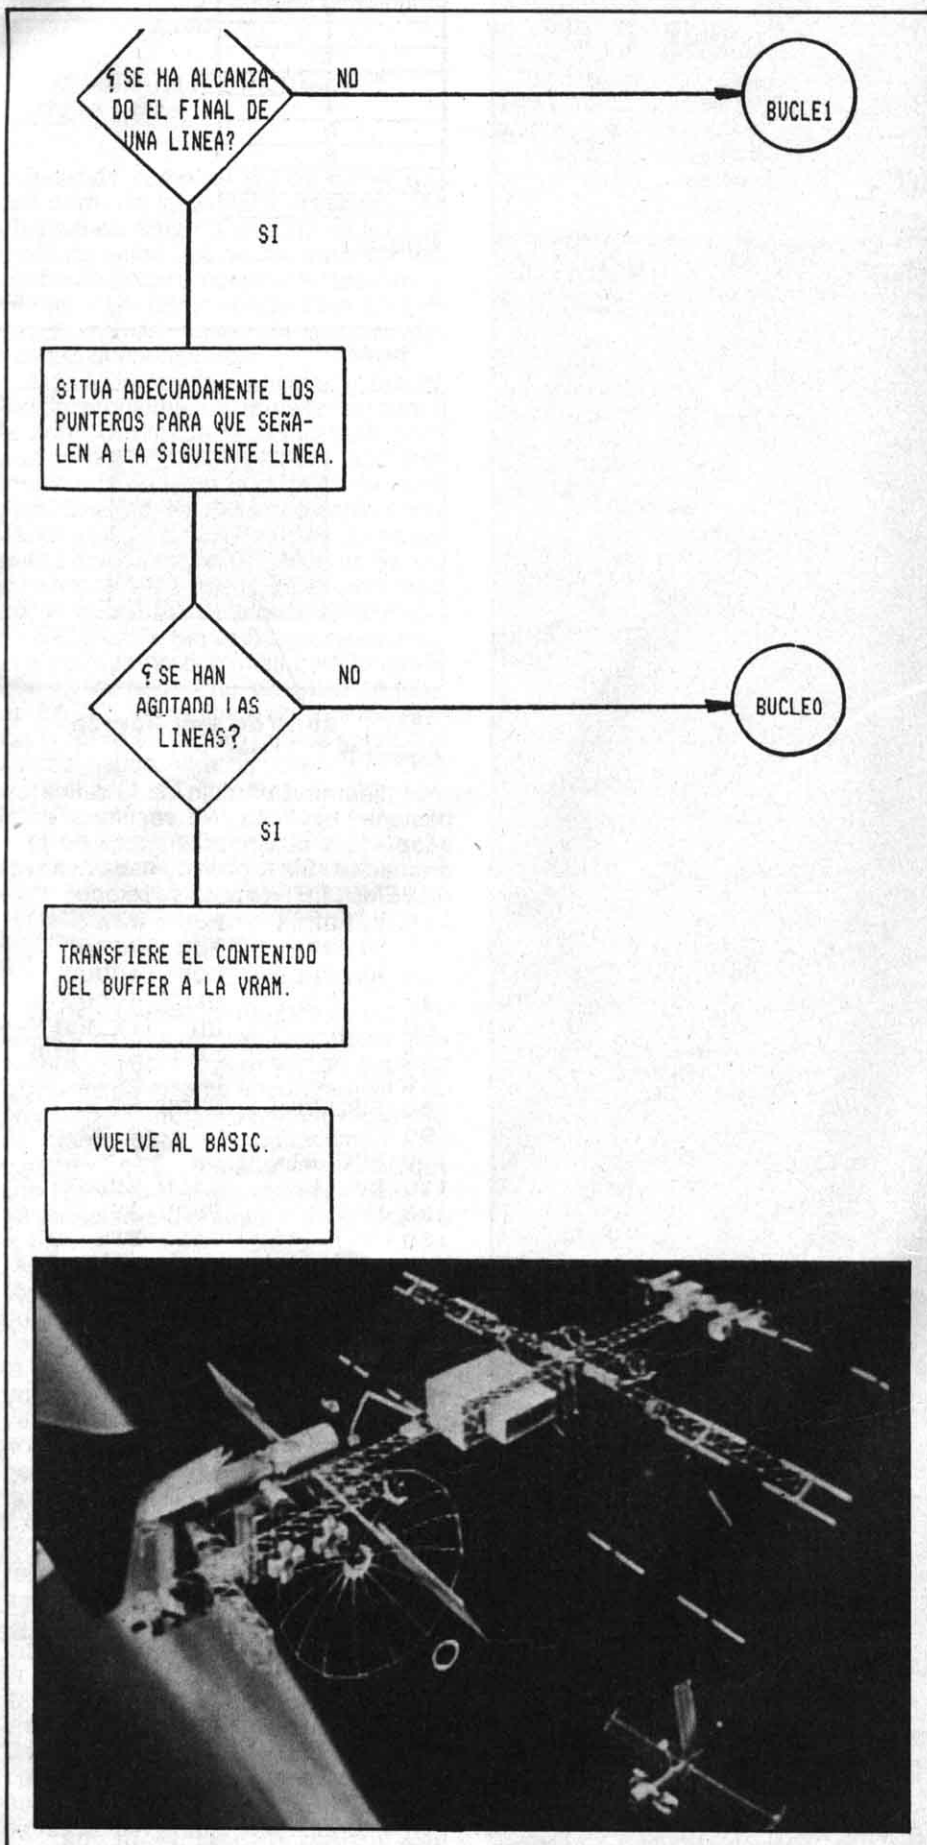 ¿SE HA ALCANZA-
DO EL FINAL DE
UNA LINEA?
NO
BUCLE1
SI
SITUA ADECUADAMENTE LOS
PUNTEROS PARA QUE SEÑA-
LEN A LA SIGUIENTE LINEA.
¿SE HAN
AGOTADO LAS
LINEAS?
NO
BUCLE0
SI
TRANSFIERE EL CONTENIDO
DEL BUFFER A LA VRAM.
VUELVE AL BASIC.